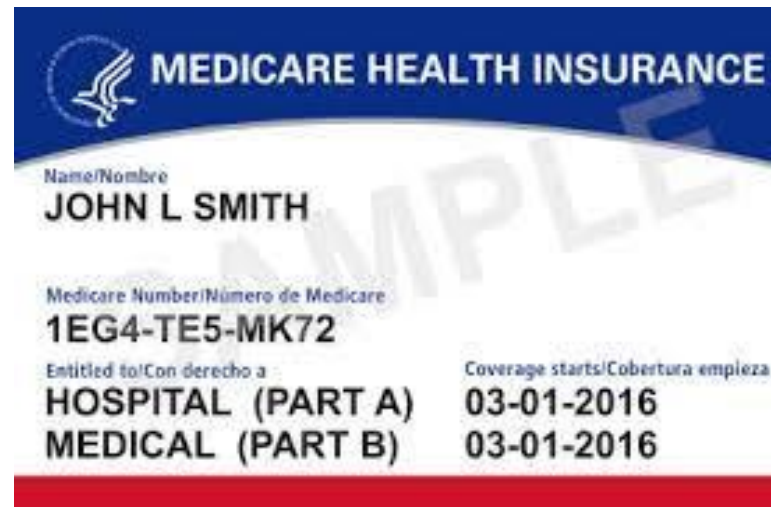 MEDICARE HEALTH INSURANCE
Name/Nombre
JOHN L SMITH
Medicare Number/Número de Medicare
1EG4-TE5-MK72
Entitled to/Con derecho a Coverage starts/Cobertura empieza
HOSPITAL (PART A) 03-01-2016
MEDICAL (PART B) 03-01-2016
SAMPLE